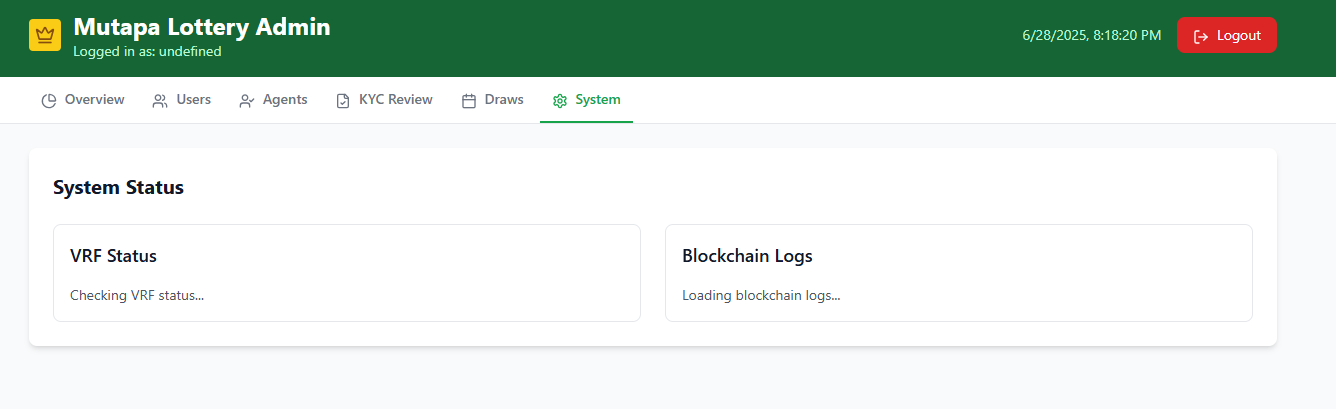 Mutapa Lottery Admin
Logged in as: undefined
6/28/2025, 8:18:20 PM
Logout
Overview
Users
Agents
KYC Review
Draws
System
System Status
VRF Status
Checking VRF status...
Blockchain Logs
Loading blockchain logs...